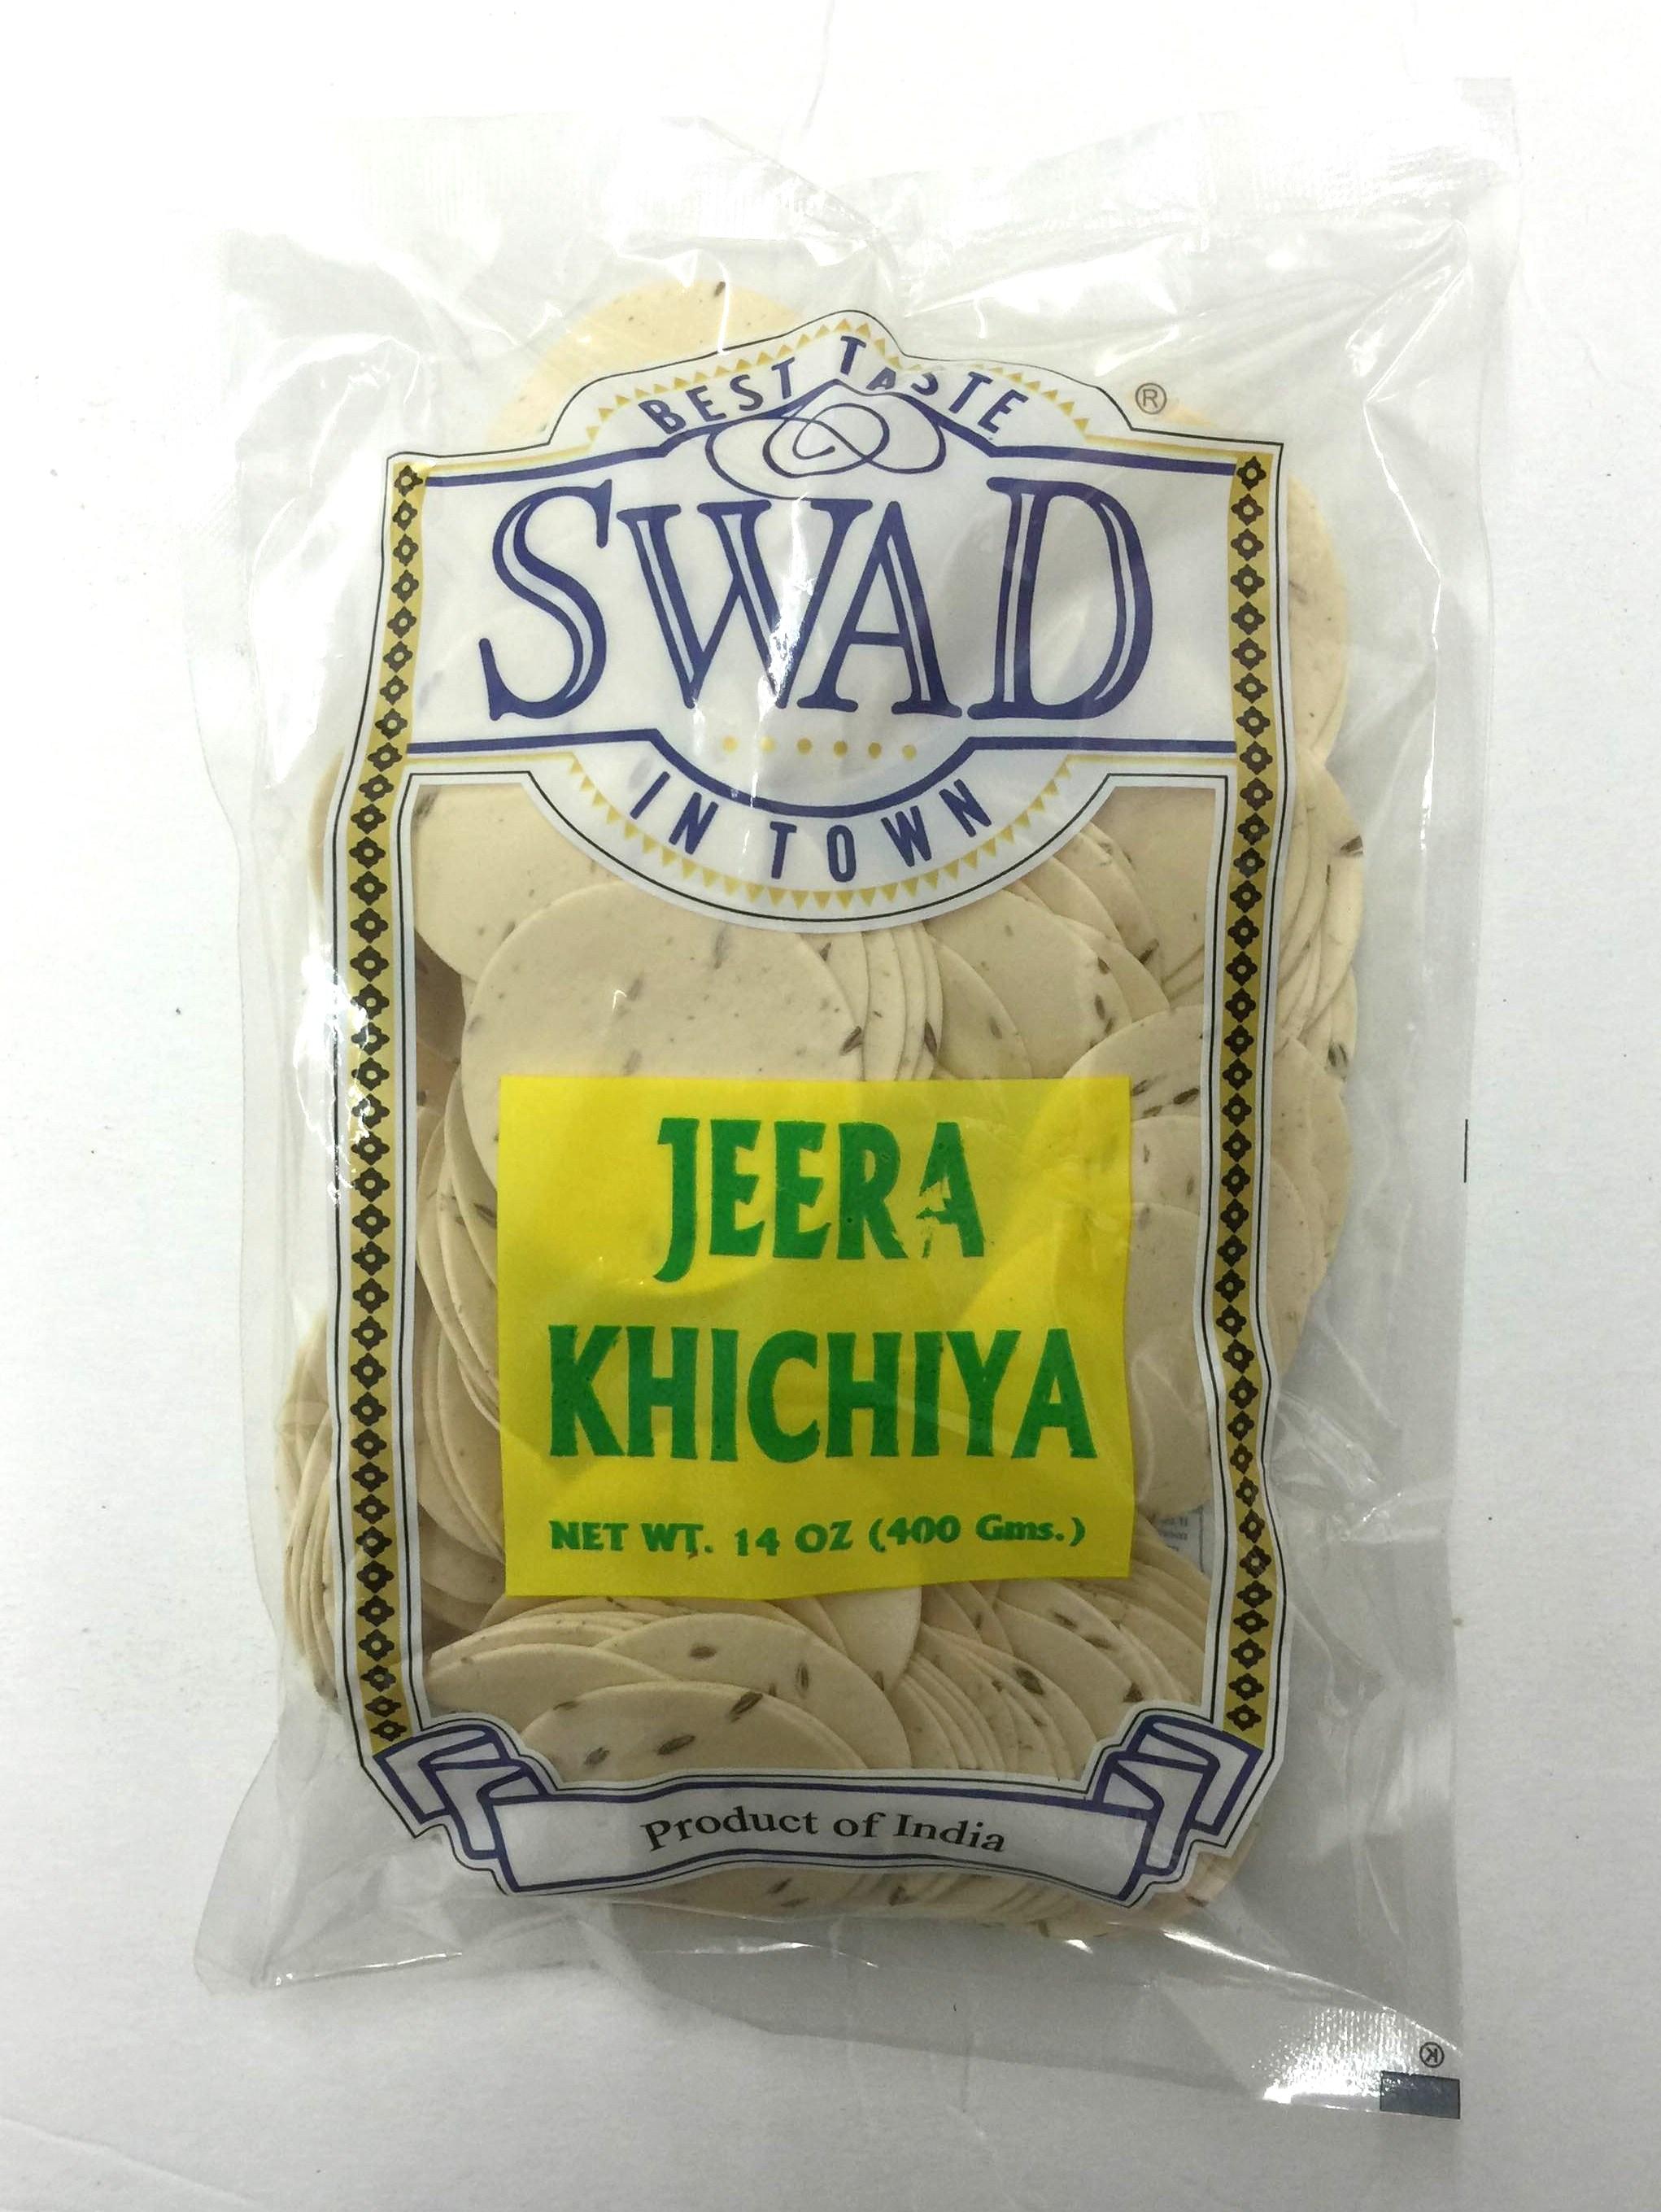 BEST TASTE
®
SWAD
IN TOWN
JEERA
KHICHIYA
NET WT. 14 OZ (400 Gms.)
Product of India